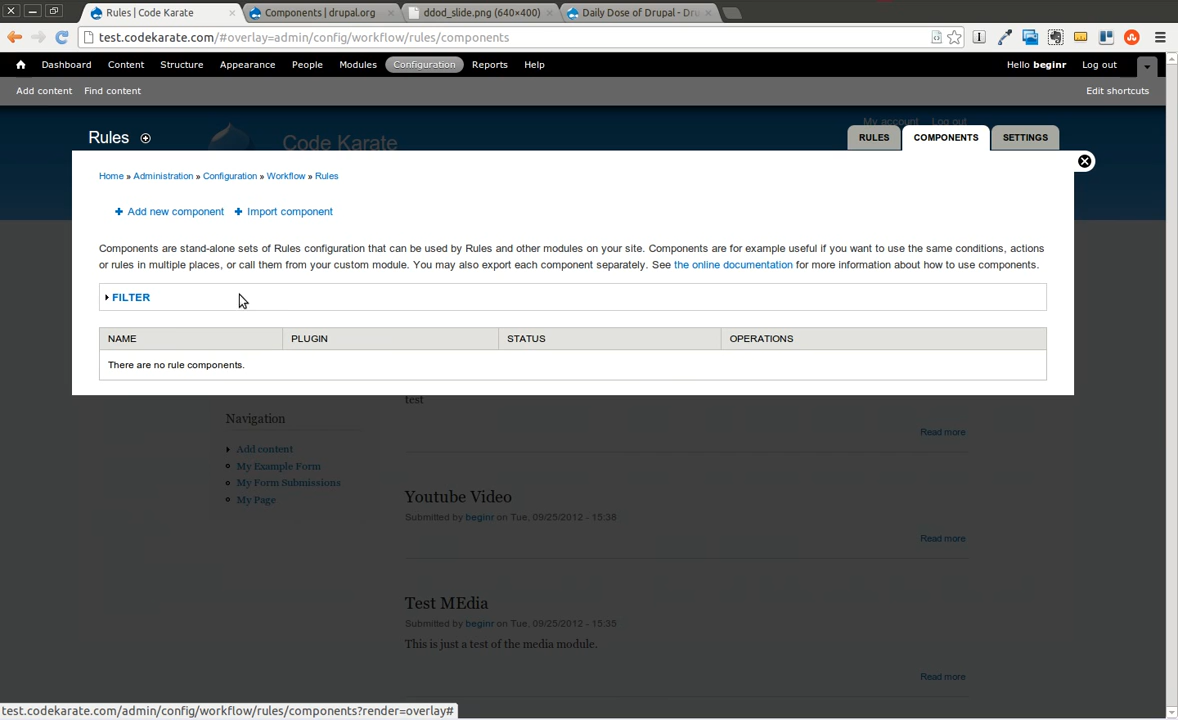 Rules | Code Karate
Components | drupal.org
ddod_slide.png (640×400)
Daily Dose of Drupal - Dru
test.codekarate.com/#overlay=admin/config/workflow/rules/components
Dashboard Content Structure Appearance People Modules Configuration Reports Help
Hello beginr Log out
Add content Find content
Edit shortcuts
My account Log out
Rules
Code Karate
RULES COMPONENTS SETTINGS
Home » Administration » Configuration » Workflow » Rules
Add new component Import component
Components are stand-alone sets of Rules configuration that can be used by Rules and other modules on your site. Components are for example useful if you want to use the same conditions, actions
or rules in multiple places, or call them from your custom module. You may also export each component separately. See the online documentation for more information about how to use components.
FILTER
NAME PLUGIN STATUS OPERATIONS
There are no rule components.
test
Navigation
Read more
Add content
My Example Form
My Form Submissions
My Page
Youtube Video
Submitted by beginr on Tue, 09/25/2012 - 15:38
Read more
Test MEdia
Submitted by beginr on Tue, 09/25/2012 - 15:35
This is just a test of the media module.
Read more
test.codekarate.com/admin/config/workflow/rules/components?render=overlay#